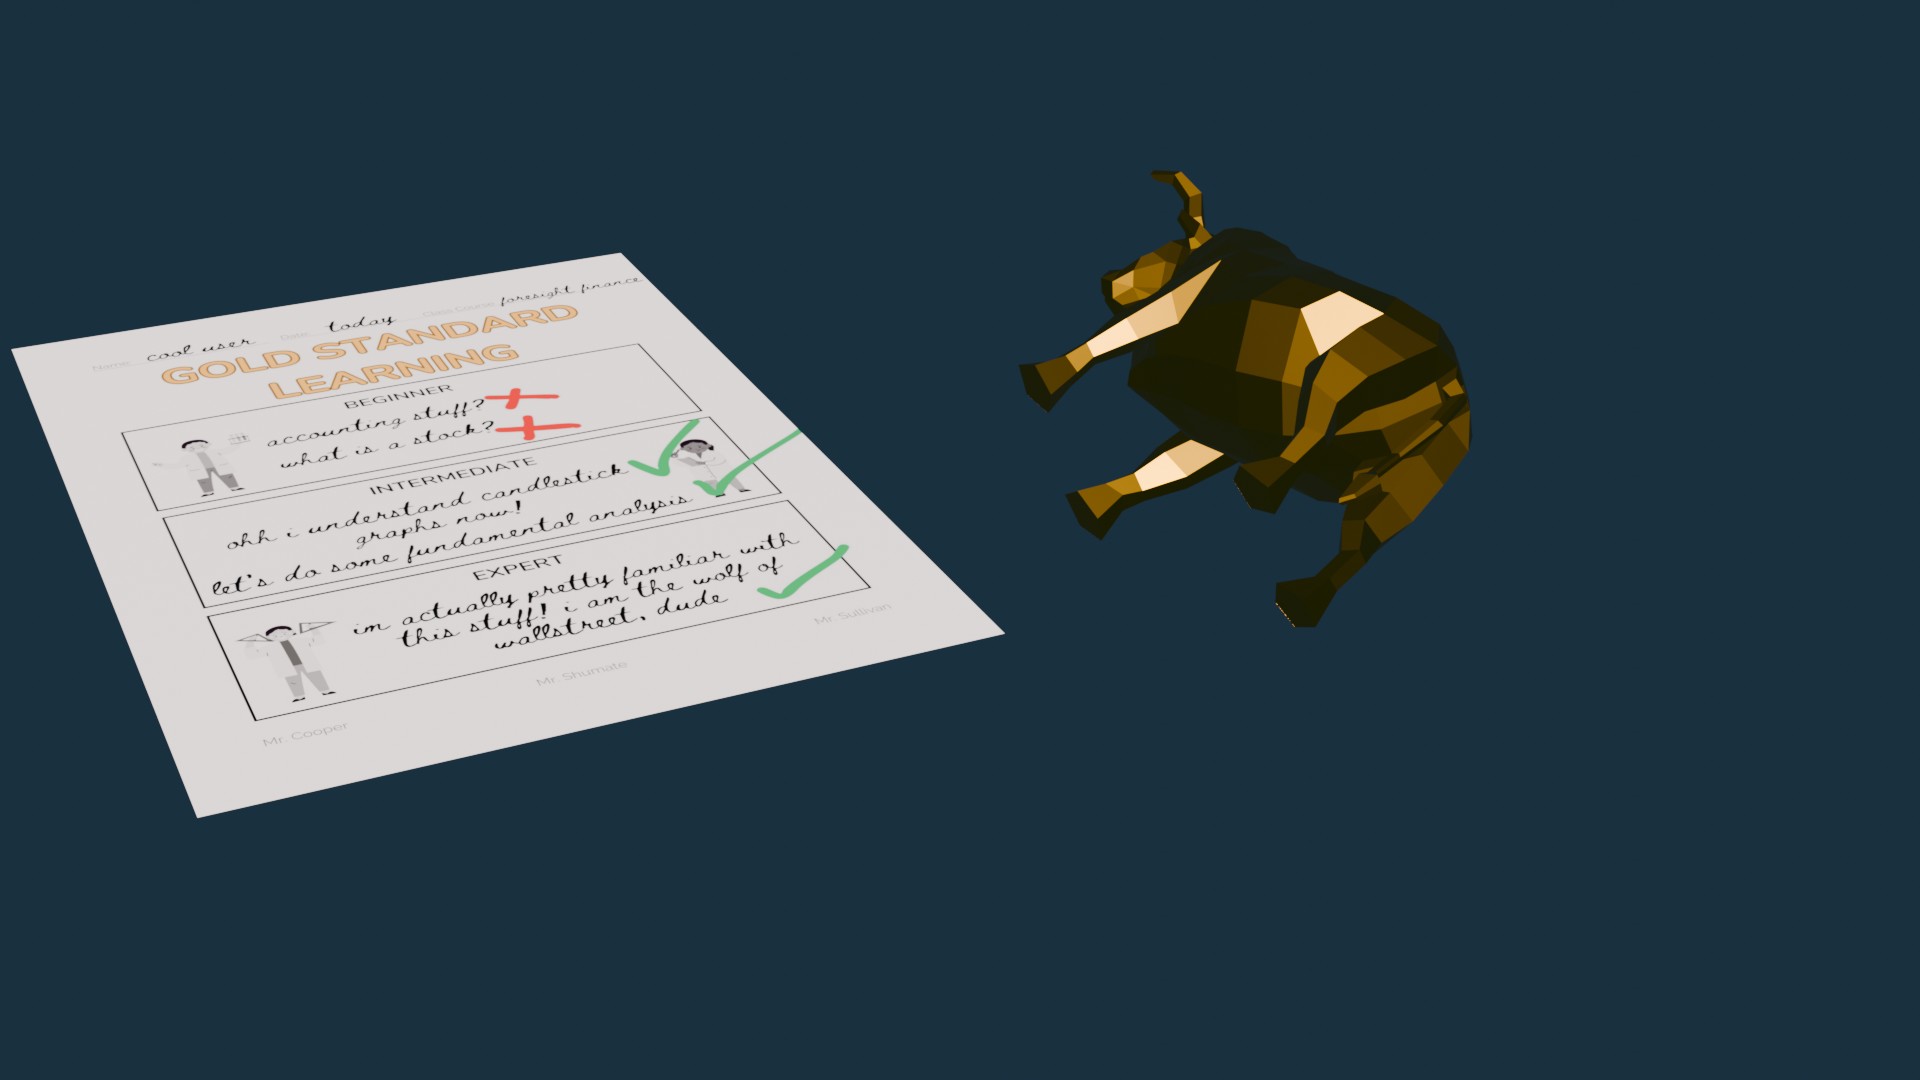 Name: cool user Date: today Class Course: foresight finance
GOLD STANDARD
LEARNING
BEGINNER
accounting stuff?
what is a stock?
INTERMEDIATE
ohh i understand candlestick
graphs now!
let's do some fundamental analysis
EXPERT
im actually pretty familiar with
this stuff! i am the wolf of
wallstreet, dude
Mr. Cooper
Mr. Shumate
Mr. Sullivan